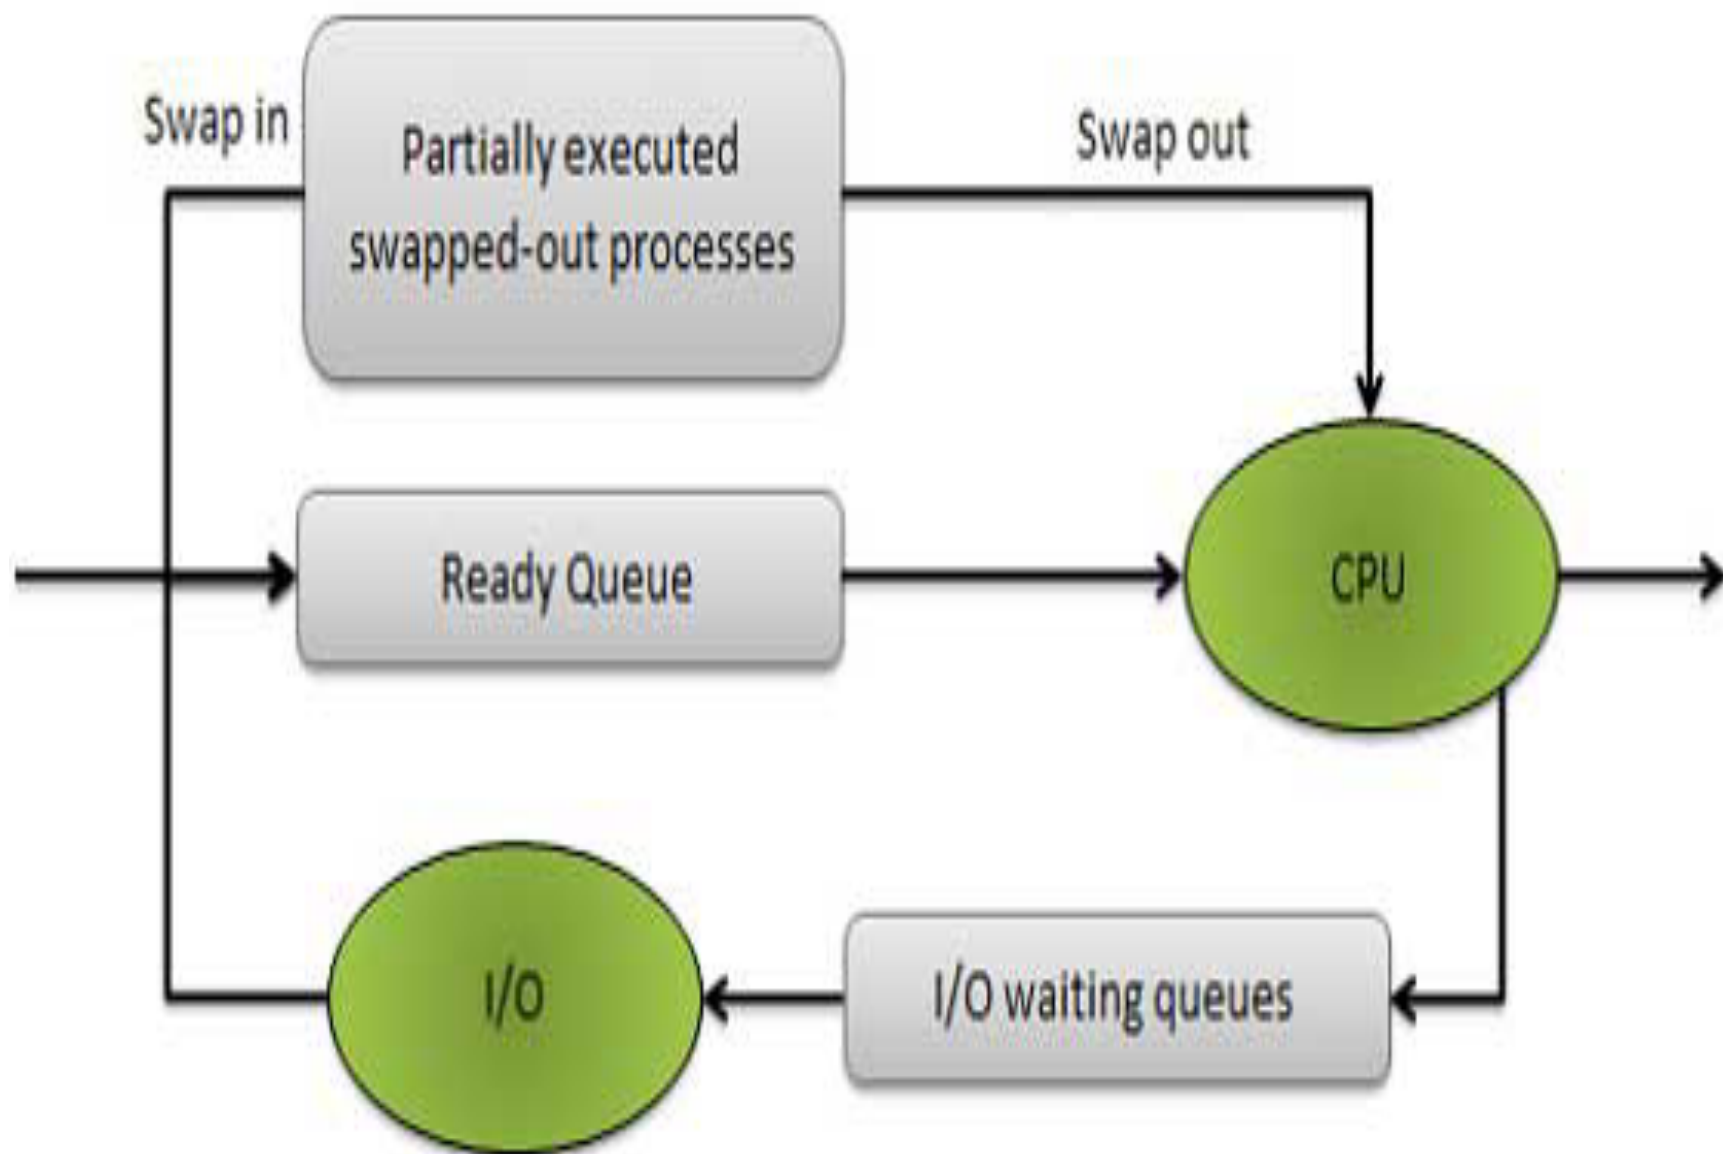 Swap in
Partially executed
swapped-out processes
Swap out
Ready Queue
CPU
I/O
I/O waiting queues